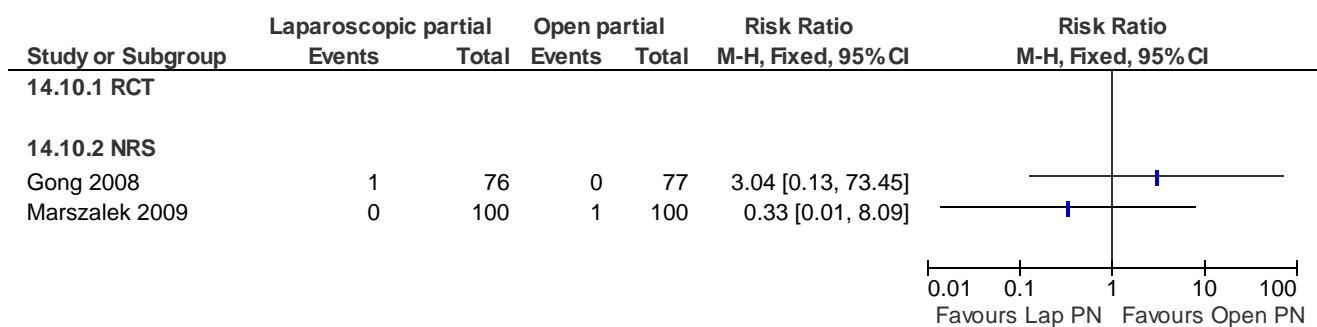 Laparoscopic partial Open partial Risk Ratio Risk Ratio
Study or Subgroup Events Total Events Total M-H, Fixed, 95% CI M-H, Fixed, 95% CI
14.10.1 RCT
14.10.2 NRS
Gong 2008 1 76 0 77 3.04 [0.13, 73.45]
Marszalek 2009 0 100 1 100 0.33 [0.01, 8.09]
0.01 0.1 1 10 100
Favours Lap PN Favours Open PN